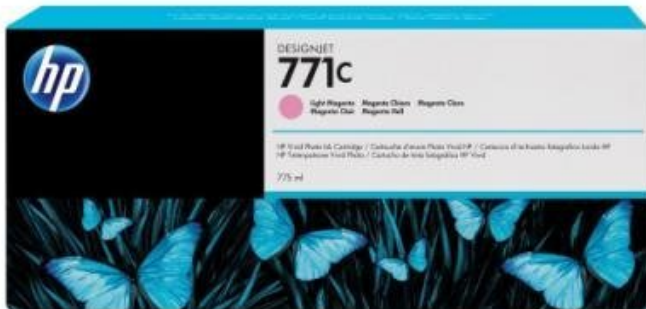 hp
DESIGNJET
771C
Light Magenta Magenta Chiaro Magenta Claro
Magenta Clair Magenta Hell
HP Vivid Photo Ink Cartridge / Cartouche d'encre Photo Vivid HP / Cartuccia d'inchiostro fotografico lucido HP
HP Tintenpatrone Vivid Photo / Cartucho de tinta fotográfica HP Vivid
775 ml